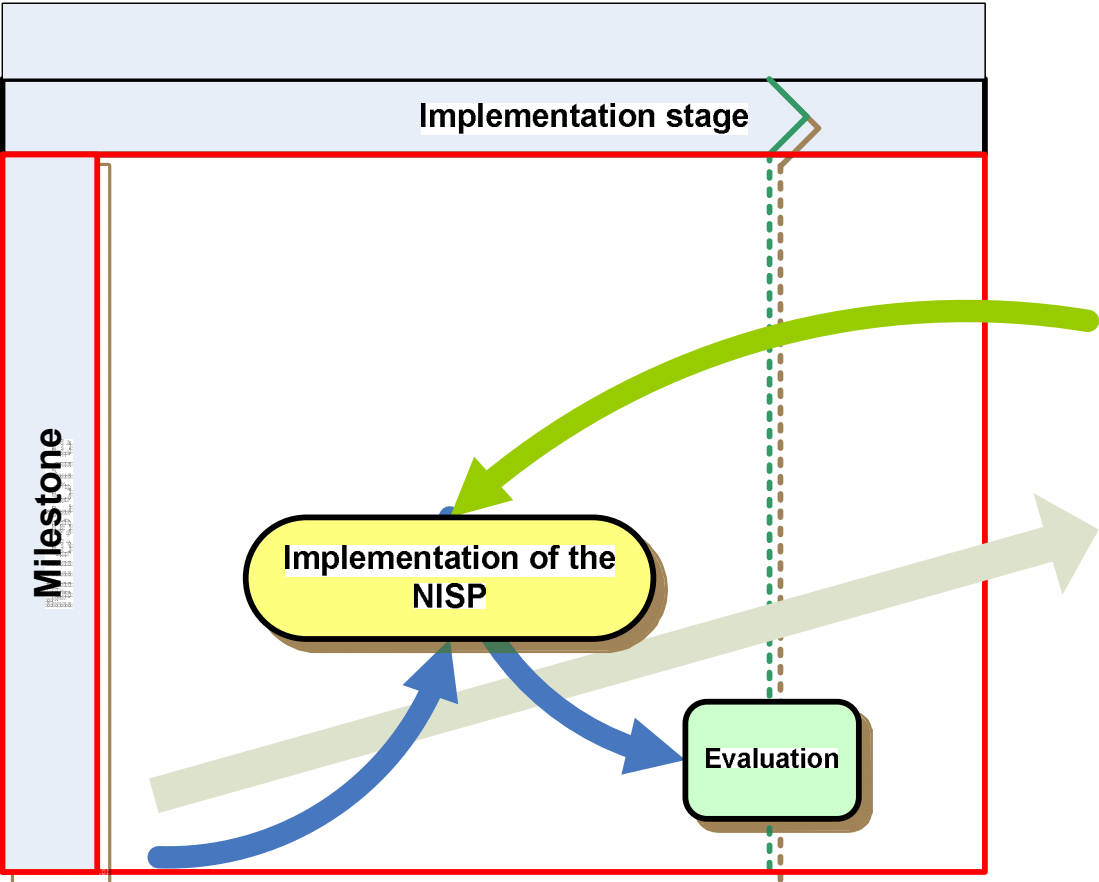 Implementation stage
Milestone
Implementation of the
NISP
Evaluation